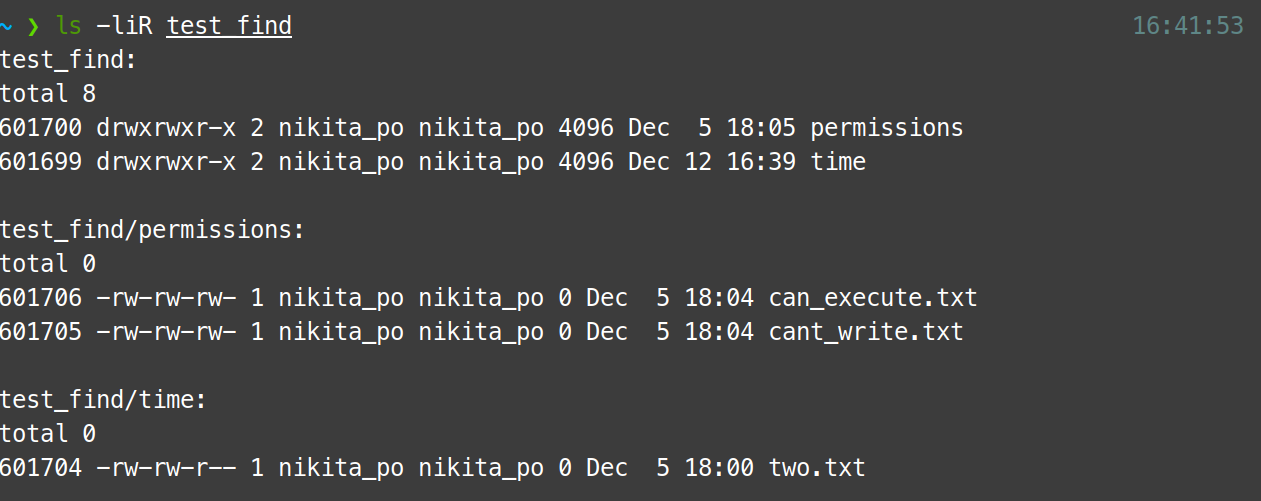 ~ ❯ ls -liR test_find 16:41:53
test_find:
total 8
601700 drwxrwxr-x 2 nikita_po nikita_po 4096 Dec  5 18:05 permissions
601699 drwxrwxr-x 2 nikita_po nikita_po 4096 Dec 12 16:39 time
test_find/permissions:
total 0
601706 -rw-rw-rw- 1 nikita_po nikita_po 0 Dec  5 18:04 can_execute.txt
601705 -rw-rw-rw- 1 nikita_po nikita_po 0 Dec  5 18:04 cant_write.txt
test_find/time:
total 0
601704 -rw-rw-r-- 1 nikita_po nikita_po 0 Dec  5 18:00 two.txt